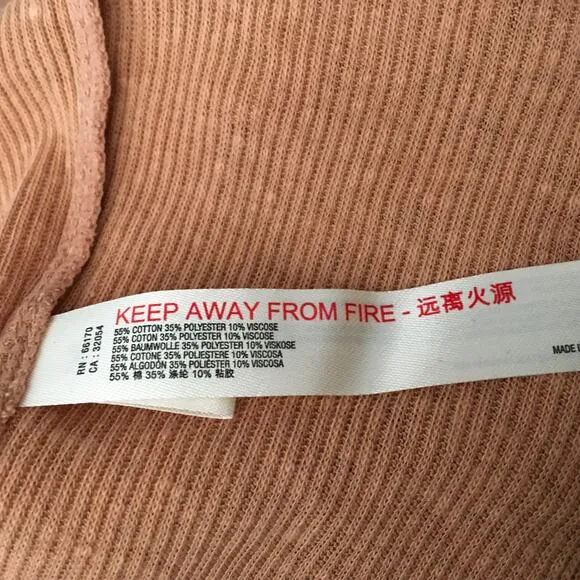 KEEP AWAY FROM FIRE - 远离火源
55% COTTON 35% POLYESTER 10% VISCOSE
55% COTON 35% POLYESTER 10% VISCOSE
55% BAUMWOLLE 35% POLYESTER 10% VISKOSE
55% COTONE 35% POLIESTERE 10% VISCOSA
55% ALGODÓN 35% POLIÉSTER 10% VISCOSA
55% 棉 35% 涤纶 10% 粘胶
RN : 66170
CA : 32054
MADE